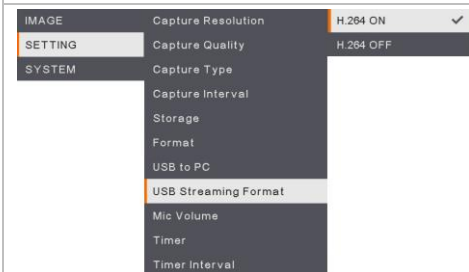 IMAGE
SETTING
SYSTEM
Capture Resolution
Capture Quality
Capture Type
Capture Interval
Storage
Format
USB to PC
USB Streaming Format
Mic Volume
Timer
Timer Interval
H.264 ON
H.264 OFF